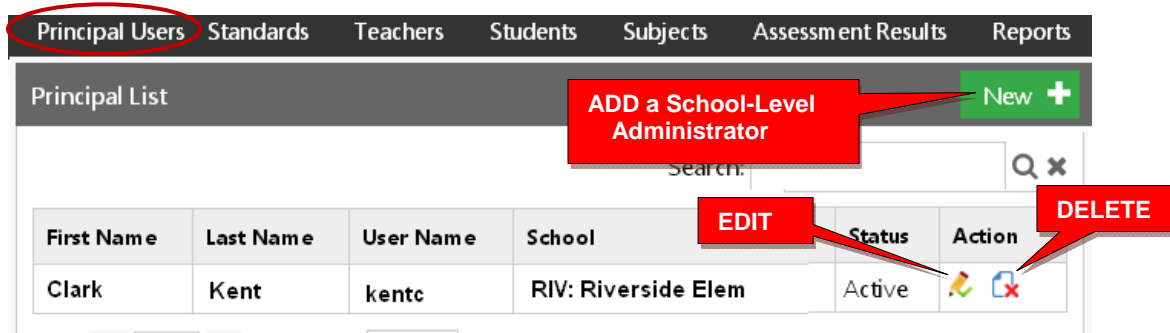 Principal Users Standards Teachers Students Subjects Assessment Results Reports
Principal List
ADD a School-Level
Administrator
New
Search:
EDIT
DELETE
First Name Last Name User Name School Status Action
Clark Kent kentc RIV: Riverside Elem Active